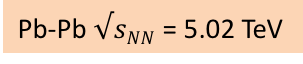 Pb-Pb √s_NN = 5.02 TeV